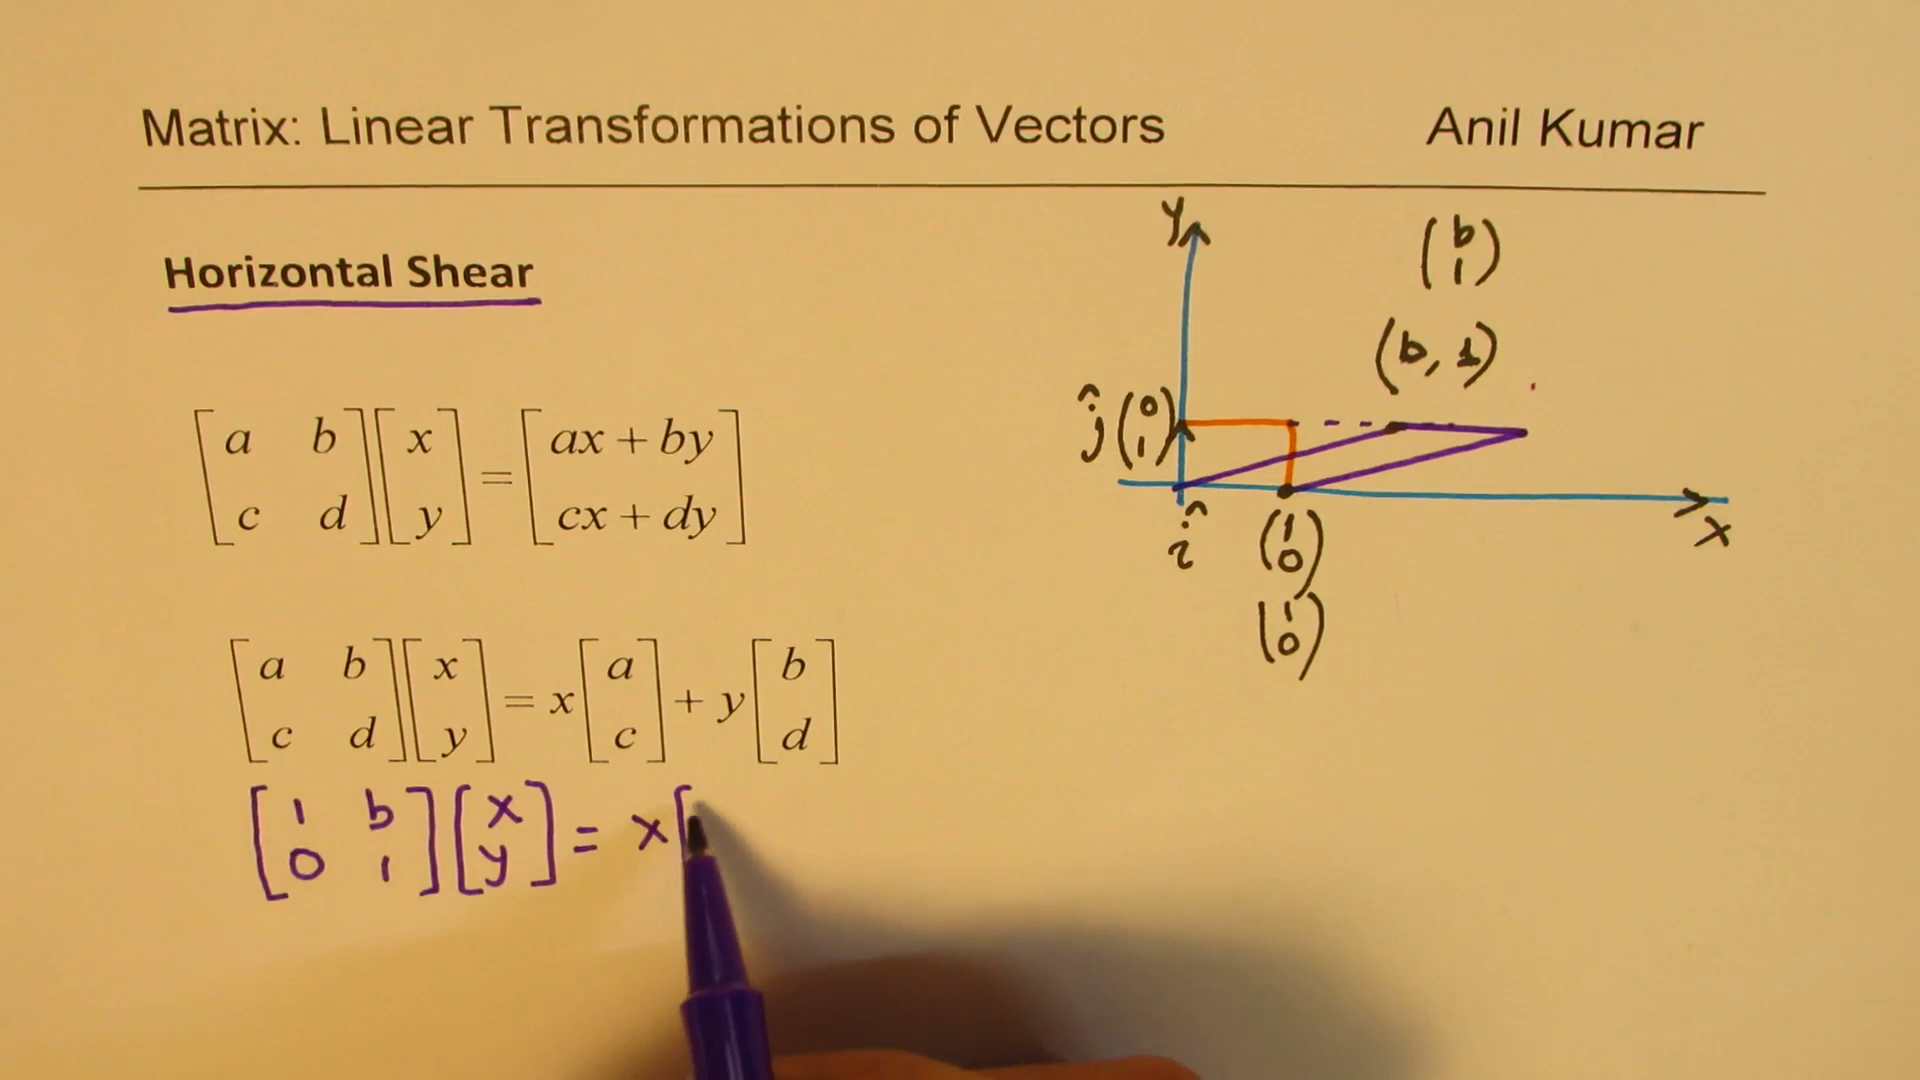 Matrix: Linear Transformations of Vectors Anil Kumar
Horizontal Shear
[a b; c d][x; y] = [ax + by; cx + dy]
[a b; c d][x; y] = x[a; c] + y[b; d]
[1 b; 0 1][x; y] = x[
y
(b; 1)
(b, 1)
ĵ (0; 1)
î (1; 0)
x
(1; 0)